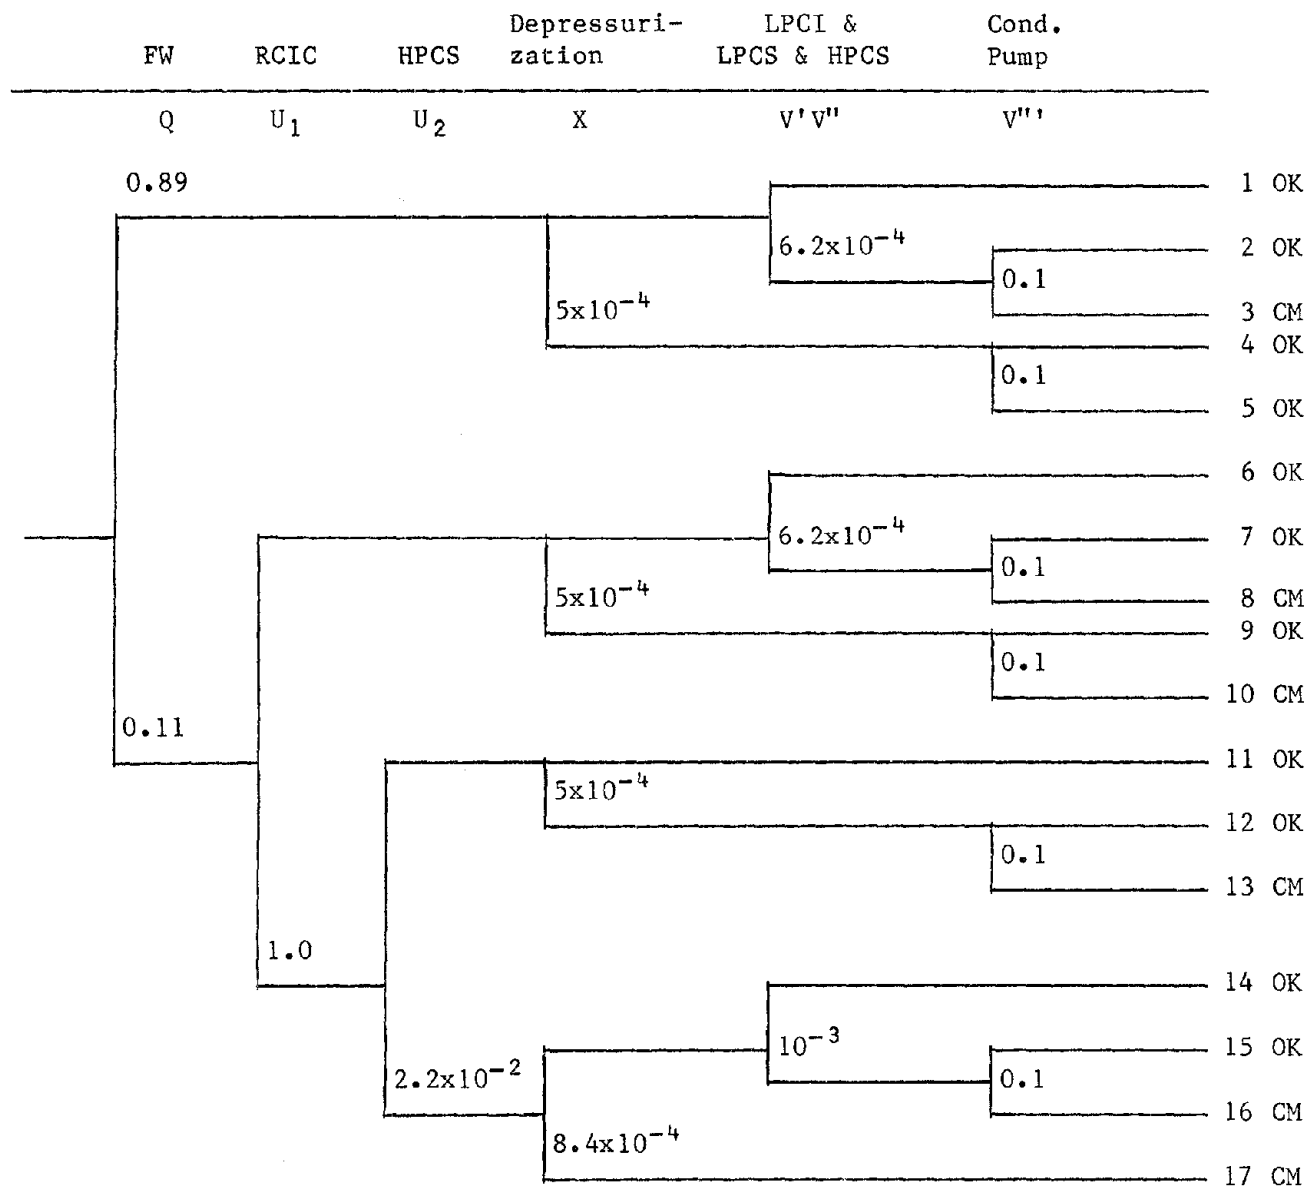 Depressuri- LPCI & Cond.
FW RCIC HPCS zation LPCS & HPCS Pump
Q U₁ U₂ X V'V" V"'
0.89
1 OK
6.2x10⁻⁴
2 OK
0.1
3 CM
5x10⁻⁴
4 OK
0.1
5 OK
6 OK
6.2x10⁻⁴
7 OK
0.1
8 CM
5x10⁻⁴
9 OK
0.1
10 CM
0.11
11 OK
5x10⁻⁴
12 OK
0.1
13 CM
1.0
14 OK
10⁻³
15 OK
2.2x10⁻²
0.1
16 CM
8.4x10⁻⁴
17 CM